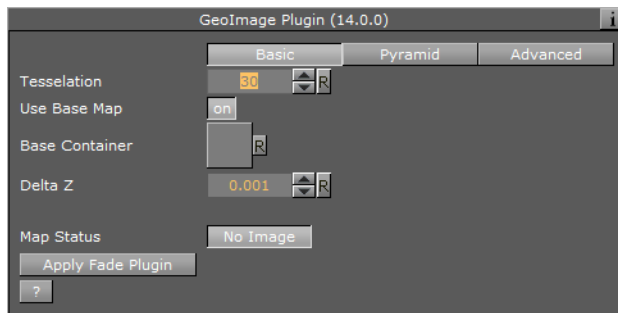 GeoImage Plugin (14.0.0) i
Basic Pyramid Advanced
Tesselation 30 R
Use Base Map on
Base Container R
Delta Z 0.001 R
Map Status No Image
Apply Fade Plugin
?